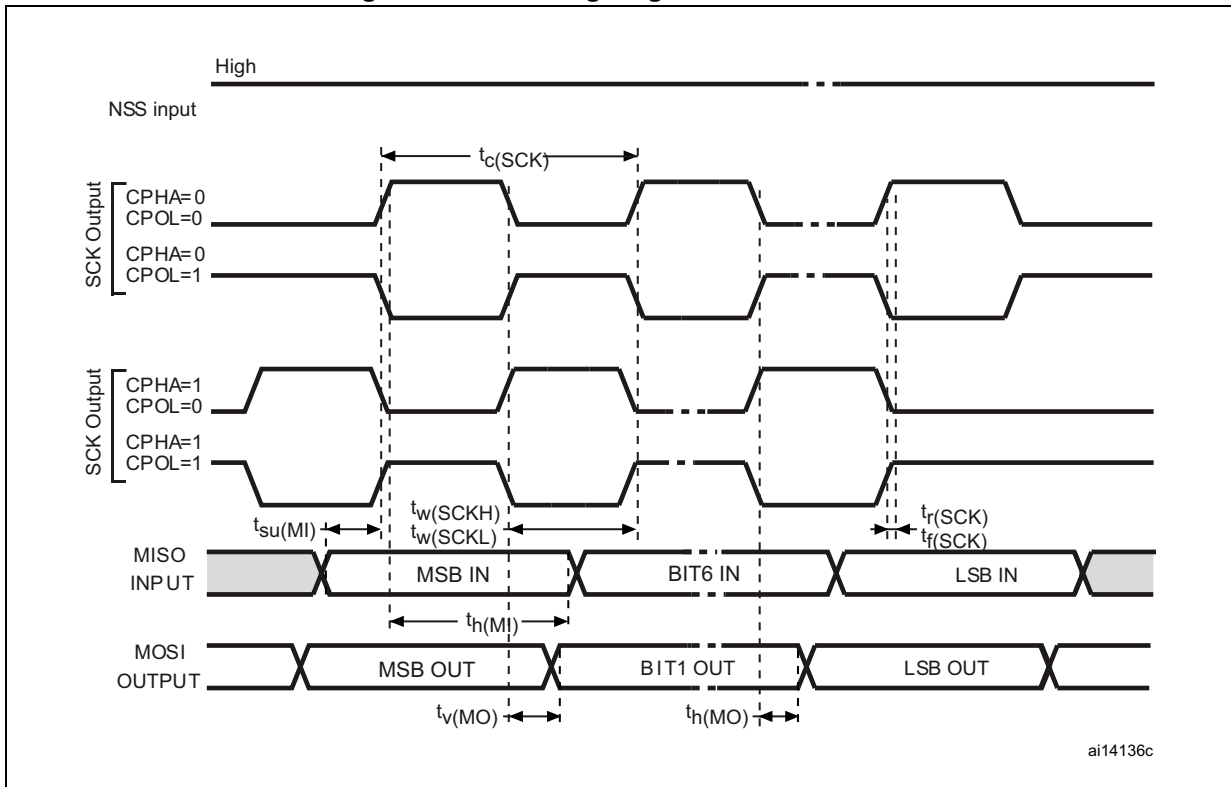 High
NSS input
tc(SCK)
SCK Output
CPHA=0
CPOL=0
CPHA=0
CPOL=1
SCK Output
CPHA=1
CPOL=0
CPHA=1
CPOL=1
tsu(MI)
tw(SCKH)
tw(SCKL)
tr(SCK)
tf(SCK)
MISO
INPUT
MSB IN
BIT6 IN
LSB IN
th(MI)
MOSI
OUTPUT
MSB OUT
BIT1 OUT
LSB OUT
tv(MO)
th(MO)
ai14136c